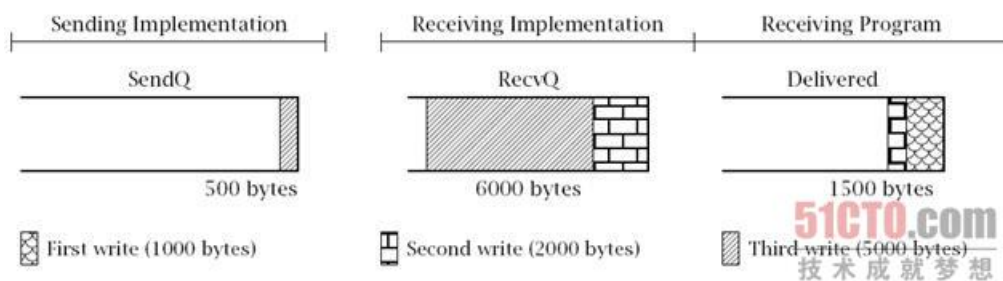 Sending Implementation Receiving Implementation Receiving Program
SendQ RecvQ Delivered
500 bytes 6000 bytes 1500 bytes
First write (1000 bytes) Second write (2000 bytes) Third write (5000 bytes)
51CTO.com
技术成就梦想